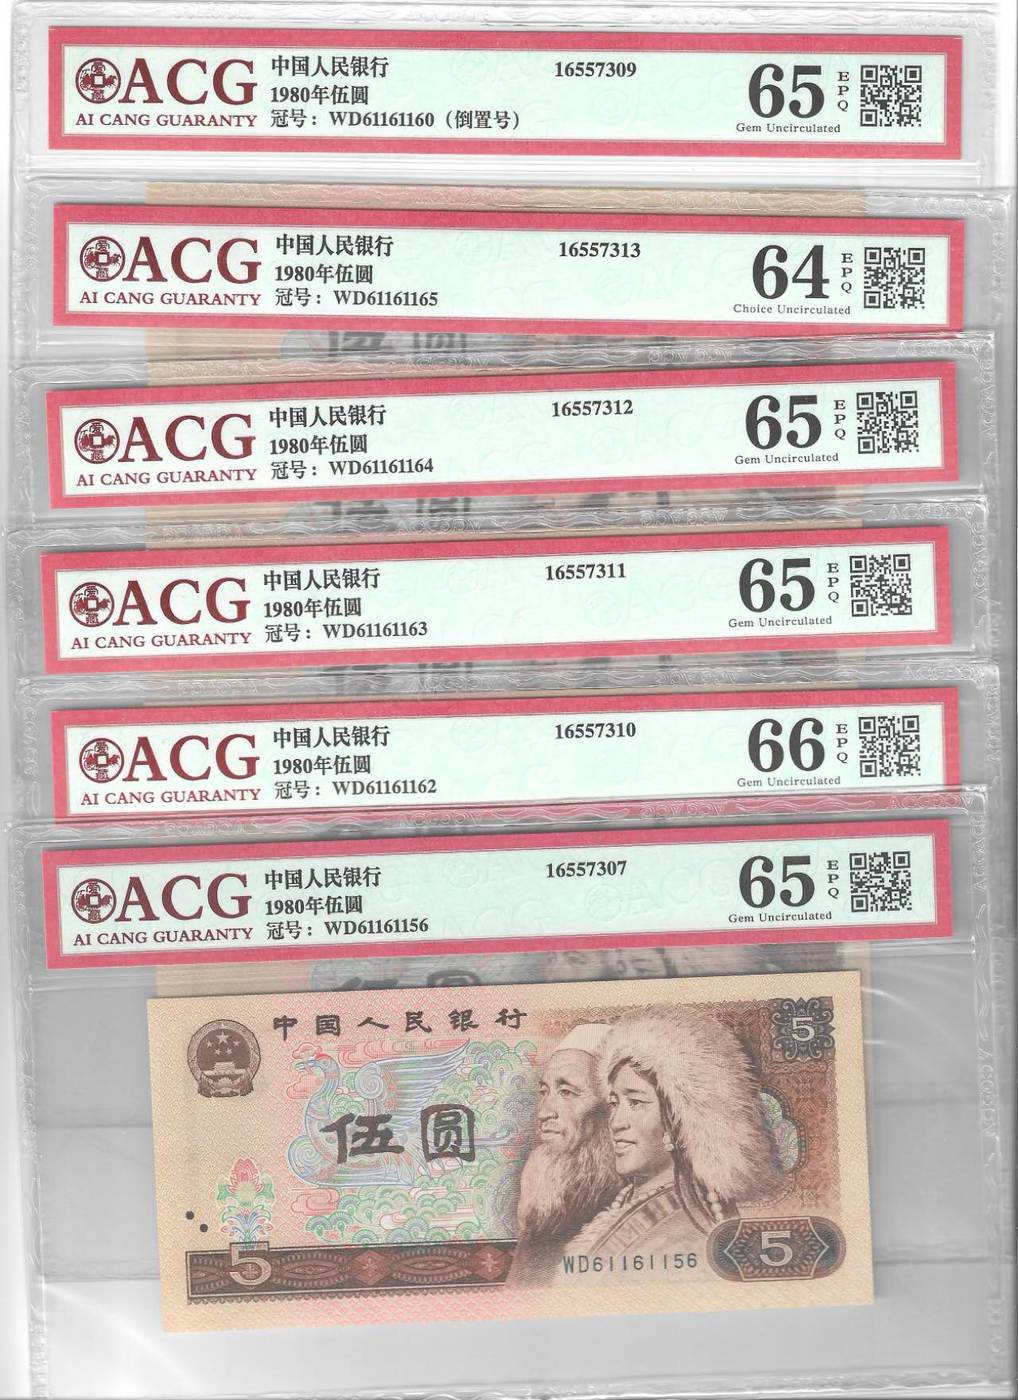 ACG
AI CANG GUARANTY
中国人民银行
1980年伍圆
冠号：WD61161160（倒置号）
16557309
65
EPQ
Gem Uncirculated
ACG
AI CANG GUARANTY
中国人民银行
1980年伍圆
冠号：WD61161165
16557313
64
EPQ
Choice Uncirculated
伍圆
ACG
AI CANG GUARANTY
中国人民银行
1980年伍圆
冠号：WD61161164
16557312
65
EPQ
Gem Uncirculated
伍圆
ACG
AI CANG GUARANTY
中国人民银行
1980年伍圆
冠号：WD61161163
16557311
65
EPQ
Gem Uncirculated
伍圆
ACG
AI CANG GUARANTY
中国人民银行
1980年伍圆
冠号：WD61161162
16557310
66
EPQ
Gem Uncirculated
ACG
AI CANG GUARANTY
中国人民银行
1980年伍圆
冠号：WD61161156
16557307
65
EPQ
Gem Uncirculated
中国人民银行
5
伍圆
5
WD61161156
5